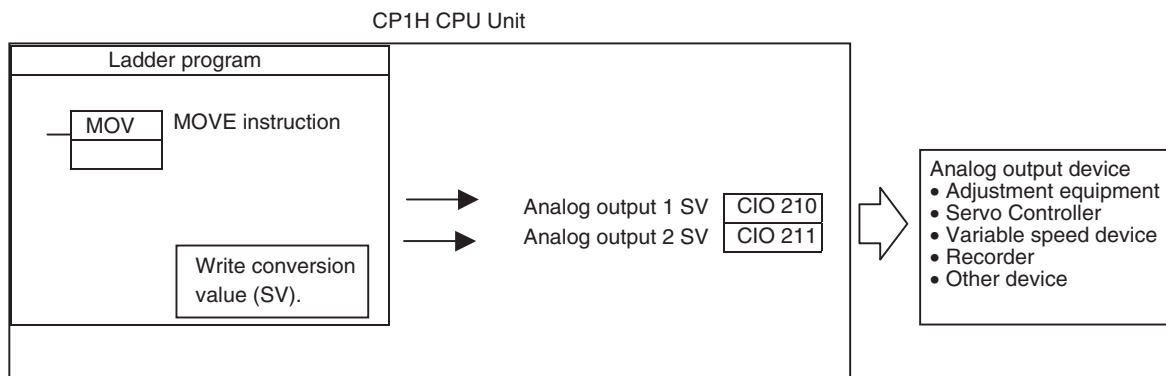 CP1H CPU Unit
Ladder program
MOV MOVE instruction
Write conversion
value (SV).
Analog output 1 SV CIO 210
Analog output 2 SV CIO 211
Analog output device
• Adjustment equipment
• Servo Controller
• Variable speed device
• Recorder
• Other device